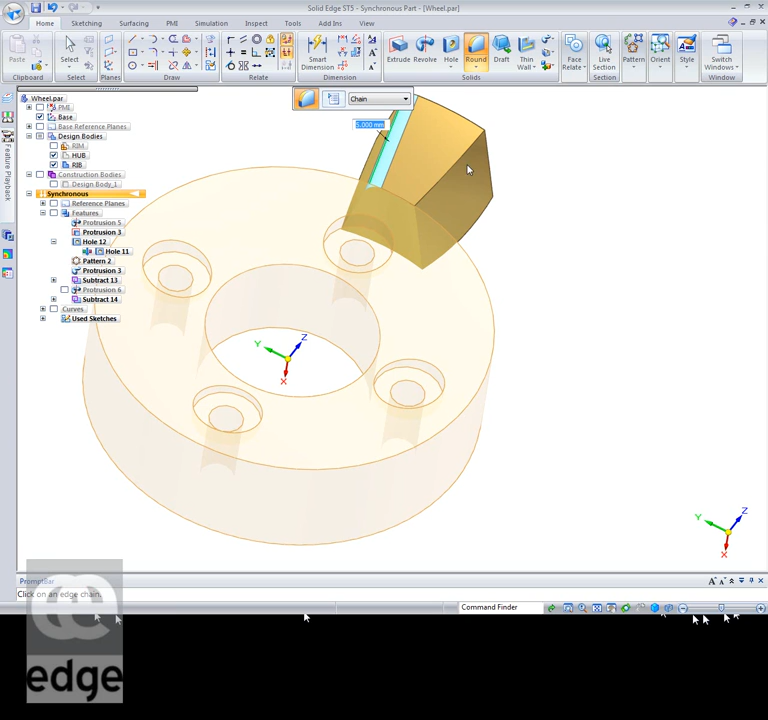 Solid Edge ST5 - Synchronous Part - [Wheel.par]
Home Sketching Surfacing PMI Simulation Inspect Tools Add Ins View
Paste
Select
Smart
Dimension
Extrude Revolve Hole Round Draft Thin
Wall
Face
Relate
Live
Section
Pattern Orient Style Switch
Windows
Clipboard Select Planes Draw Relate Dimension Solids Section Window
Chain
5.000 mm
Feature Playback
Wheel.par
PMI
Base
Base Reference Planes
Design Bodies
RIM
HUB
RIB
Construction Bodies
Design Body_1
Synchronous
Reference Planes
Features
Protrusion 5
Protrusion 3
Hole 12
Hole 11
Pattern 2
Protrusion 3
Subtract 13
Protrusion 6
Subtract 14
Curves
Used Sketches
Z
Y
X
Z
Y
X
PromptBar
Click on an edge chain.
Command Finder
edge